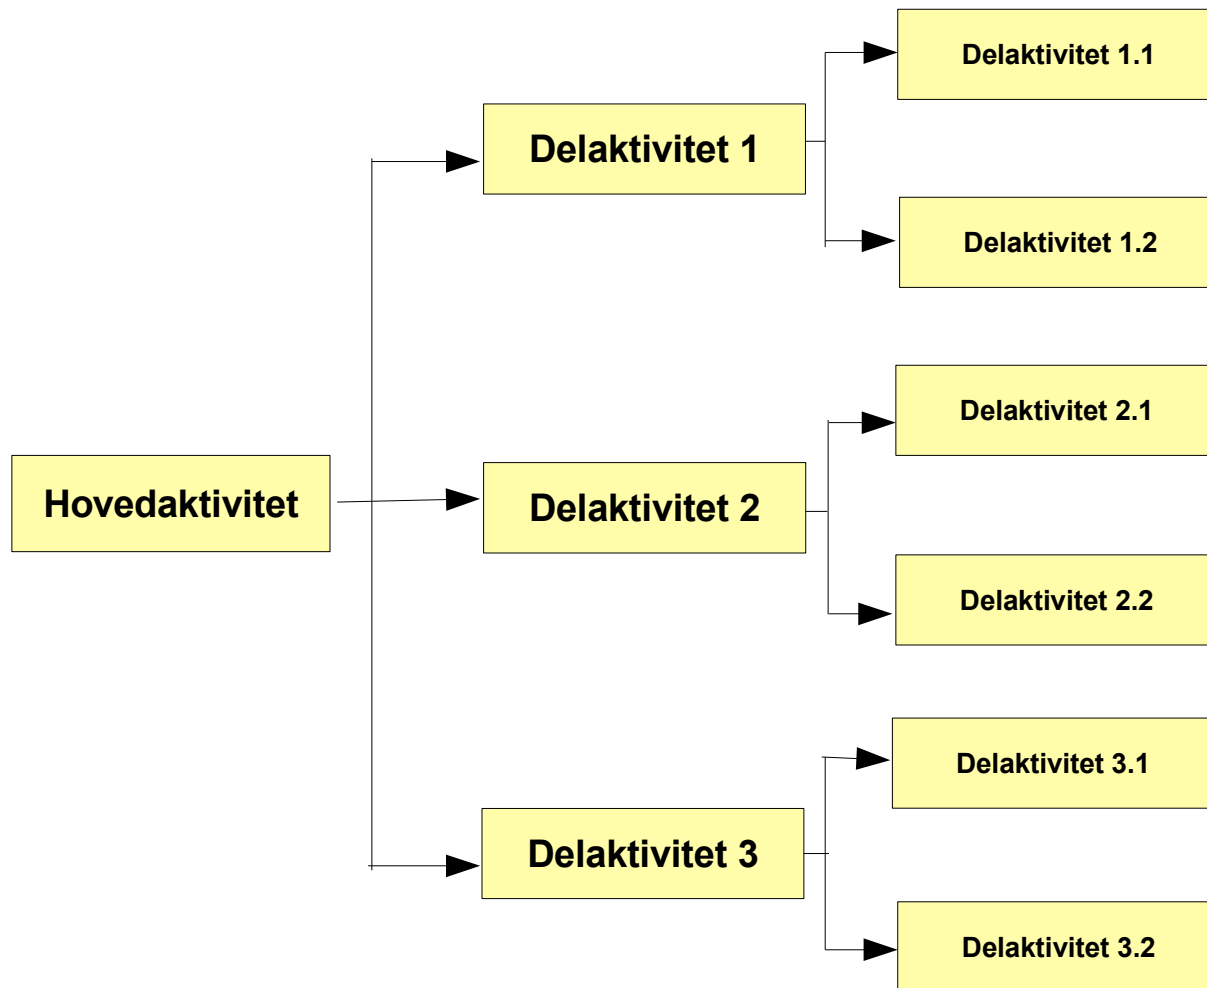 Hovedaktivitet
Delaktivitet 1
Delaktivitet 1.1
Delaktivitet 1.2
Delaktivitet 2
Delaktivitet 2.1
Delaktivitet 2.2
Delaktivitet 3
Delaktivitet 3.1
Delaktivitet 3.2